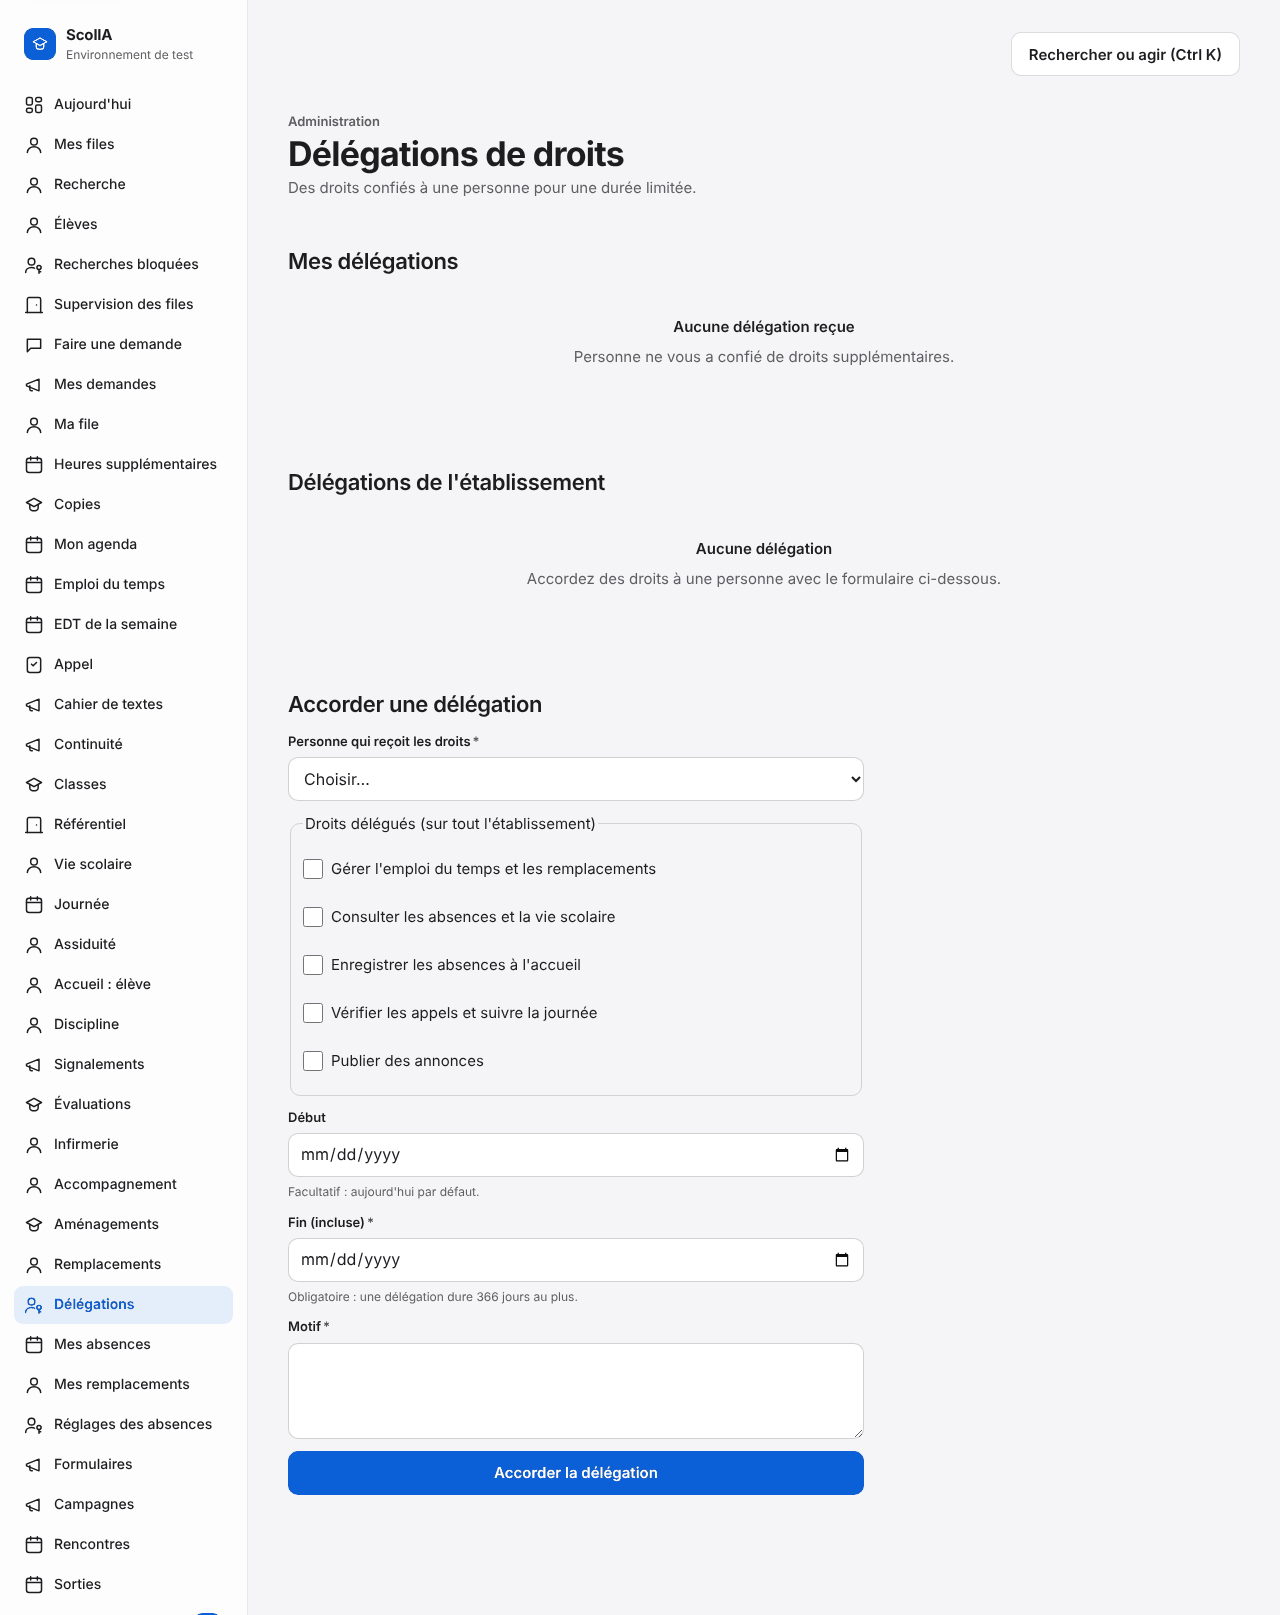 ScolIA
Environnement de test
Aujourd'hui
Mes files
Recherche
Élèves
Recherches bloquées
Supervision des files
Faire une demande
Mes demandes
Ma file
Heures supplémentaires
Copies
Mon agenda
Emploi du temps
EDT de la semaine
Appel
Cahier de textes
Continuité
Classes
Référentiel
Vie scolaire
Journée
Assiduité
Accueil : élève
Discipline
Signalements
Évaluations
Infirmerie
Accompagnement
Aménagements
Remplacements
Délégations
Mes absences
Mes remplacements
Réglages des absences
Formulaires
Campagnes
Rencontres
Sorties
Rechercher ou agir (Ctrl K)
Administration
Délégations de droits
Des droits confiés à une personne pour une durée limitée.
Mes délégations
Aucune délégation reçue
Personne ne vous a confié de droits supplémentaires.
Délégations de l'établissement
Aucune délégation
Accordez des droits à une personne avec le formulaire ci-dessous.
Accorder une délégation
Personne qui reçoit les droits *
Choisir...
Droits délégués (sur tout l'établissement)
Gérer l'emploi du temps et les remplacements
Consulter les absences et la vie scolaire
Enregistrer les absences à l'accueil
Vérifier les appels et suivre la journée
Publier des annonces
Début
mm/dd/yyyy
Facultatif : aujourd'hui par défaut.
Fin (incluse) *
mm/dd/yyyy
Obligatoire : une délégation dure 366 jours au plus.
Motif *
Accorder la délégation